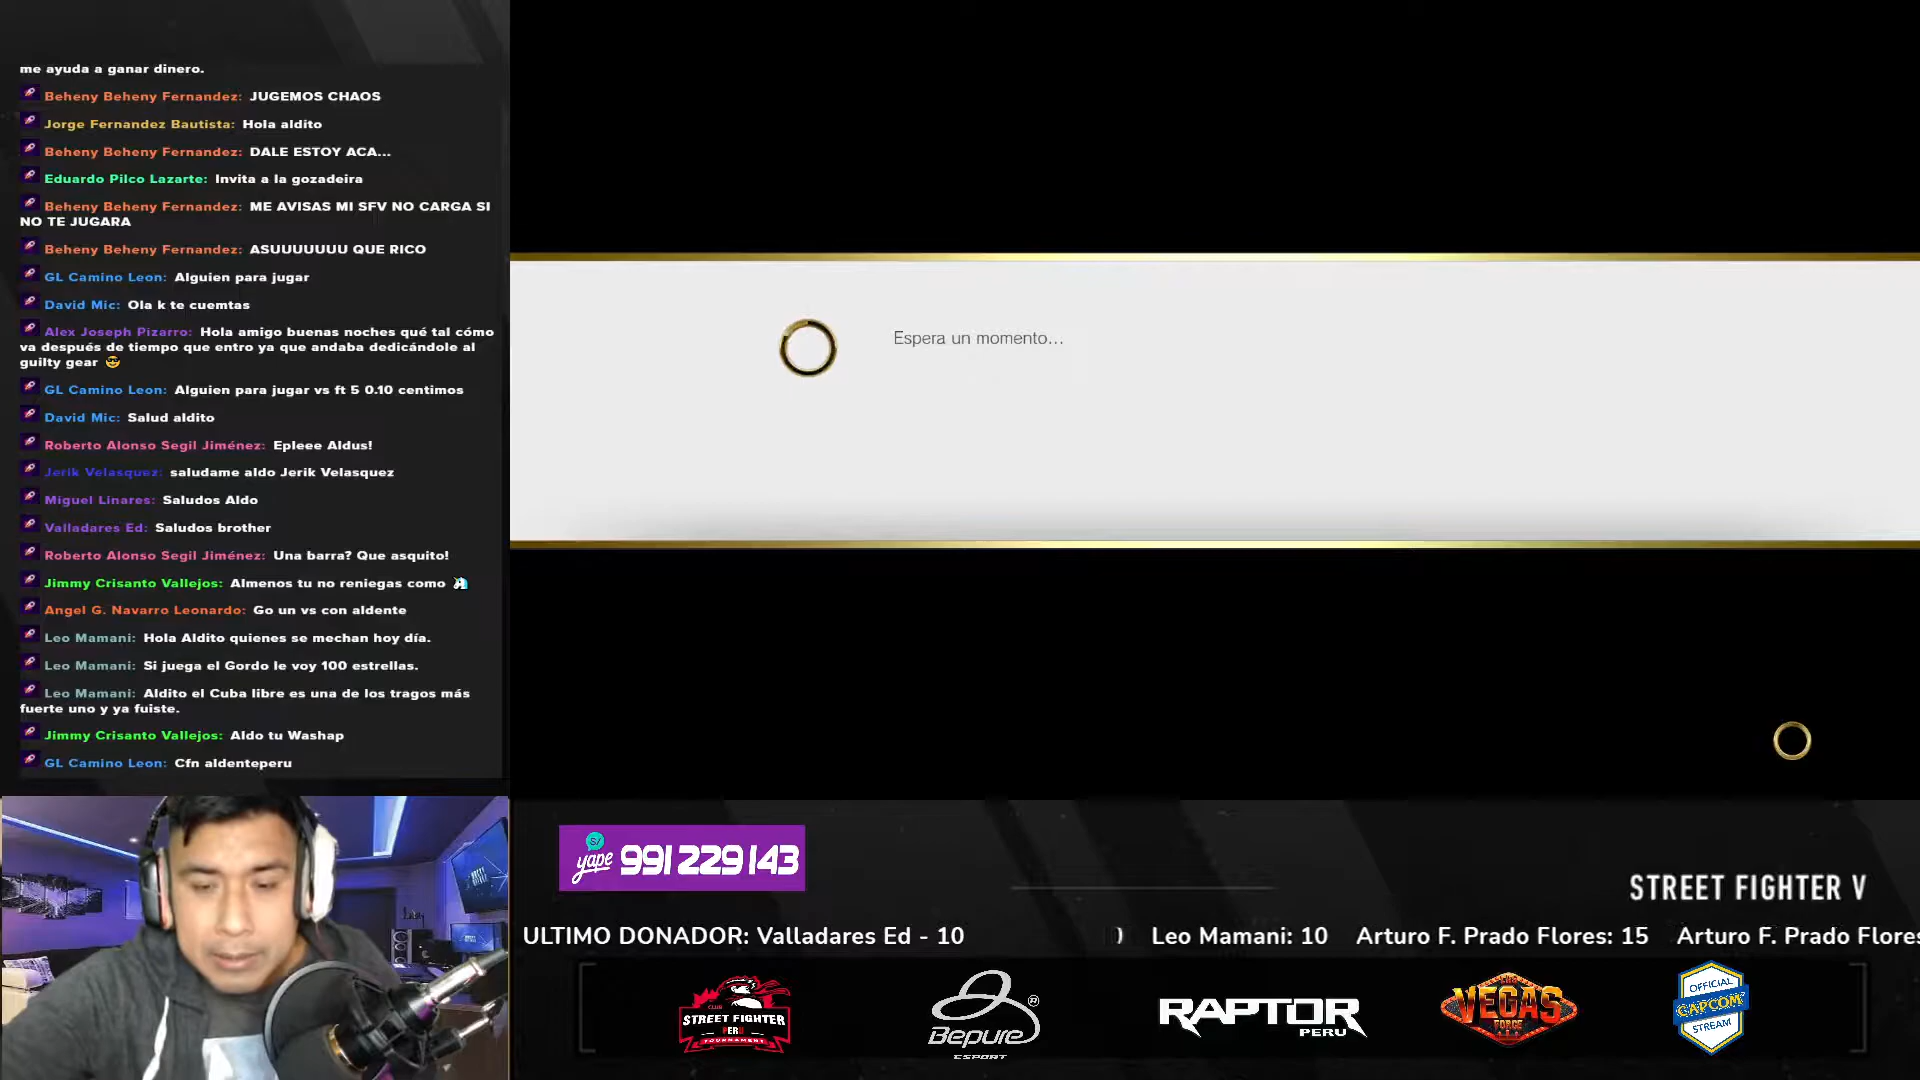 me ayuda a ganar dinero.
Beheny Beheny Fernandez: JUGEMOS CHAOS
Jorge Fernandez Bautista: Hola aldito
Beheny Beheny Fernandez: DALE ESTOY ACA...
Eduardo Pilco Lazarte: Invita a la gozadeira
Beheny Beheny Fernandez: ME AVISAS MI SFV NO CARGA SI
NO TE JUGARA
Beheny Beheny Fernandez: ASUUUUUUU QUE RICO
GL Camino Leon: Alguien para jugar
David Mic: Ola k te cuemtas
Alex Joseph Pizarro: Hola amigo buenas noches qué tal cómo
va después de tiempo que entro ya que andaba dedicándole al
guilty gear 😎
GL Camino Leon: Alguien para jugar vs ft 5 0.10 centimos
David Mic: Salud aldito
Roberto Alonso Segil Jiménez: Epleee Aldus!
Jerik Velasquez: saludame aldo Jerik Velasquez
Miguel Linares: Saludos Aldo
Valladares Ed: Saludos brother
Roberto Alonso Segil Jiménez: Una barra? Que asquito!
Jimmy Crisanto Vallejos: Almenos tu no reniegas como 🦄
Angel G. Navarro Leonardo: Go un vs con aldente
Leo Mamani: Hola Aldito quienes se mechan hoy día.
Leo Mamani: Si juega el Gordo le voy 100 estrellas.
Leo Mamani: Aldito el Cuba libre es una de los tragos más
fuerte uno y ya fuiste.
Jimmy Crisanto Vallejos: Aldo tu Washap
GL Camino Leon: Cfn aldenteperu
Espera un momento...
S/
yape 991 229 143
STREET FIGHTER V
ULTIMO DONADOR: Valladares Ed - 10
Leo Mamani: 10 Arturo F. Prado Flores: 15 Arturo F. Prado Flores
CLUB
STREET FIGHTER
PERU
TOURNAMENT
Bepure ®
ESPORT
RAPTOR
PERU
LAS
VEGAS
FORCE
OFFICIAL
CAPCOM
STREAM